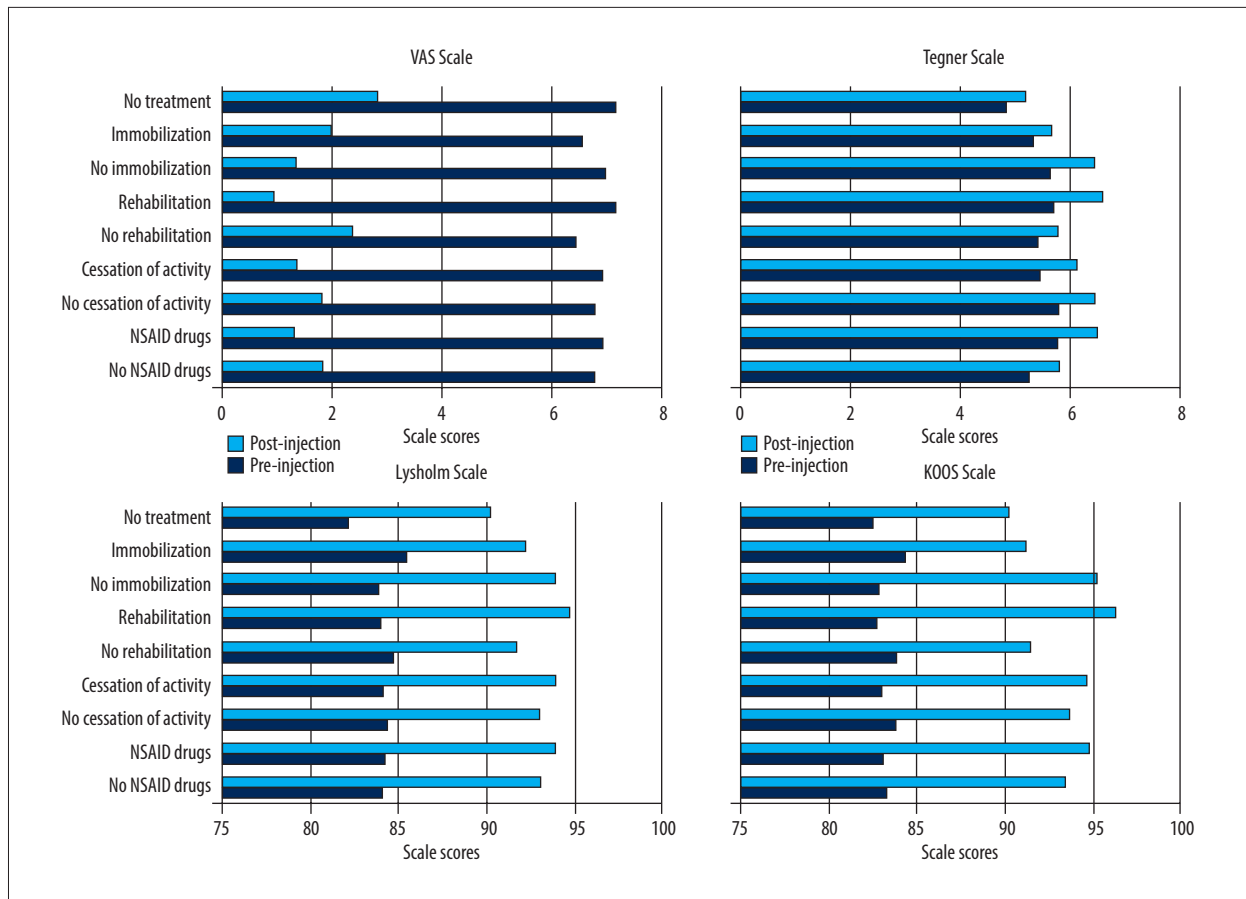 VAS Scale
No treatment
Immobilization
No immobilization
Rehabilitation
No rehabilitation
Cessation of activity
No cessation of activity
NSAID drugs
No NSAID drugs
0 2 4 6 8
Scale scores
Post-injection
Pre-injection
Tegner Scale
0 2 4 6 8
Scale scores
Post-injection
Pre-injection
Lysholm Scale
No treatment
Immobilization
No immobilization
Rehabilitation
No rehabilitation
Cessation of activity
No cessation of activity
NSAID drugs
No NSAID drugs
75 80 85 90 95 100
Scale scores
KOOS Scale
75 80 85 90 95 100
Scale scores